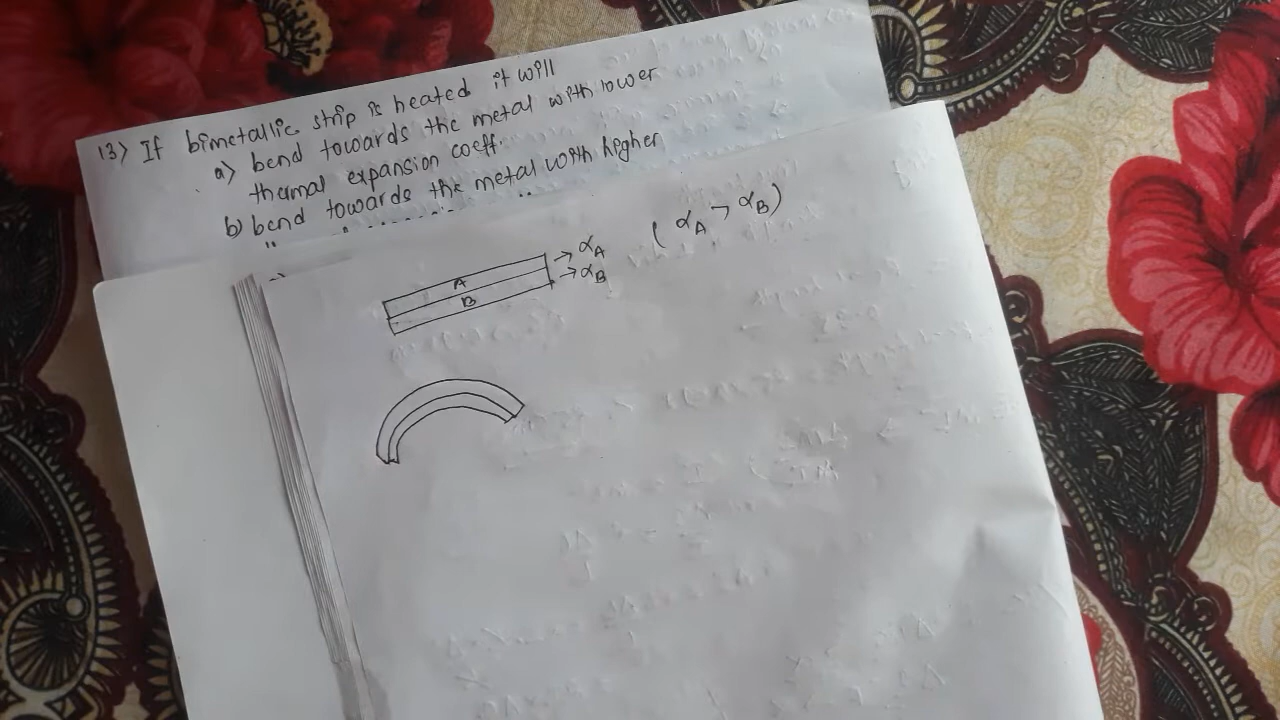 13) If bimetallic strip is heated it will
a) bend towards the metal with lower
thermal expansion coeff.
b) bend towards the metal with higher
A → αA
B → αB
(αA > αB)